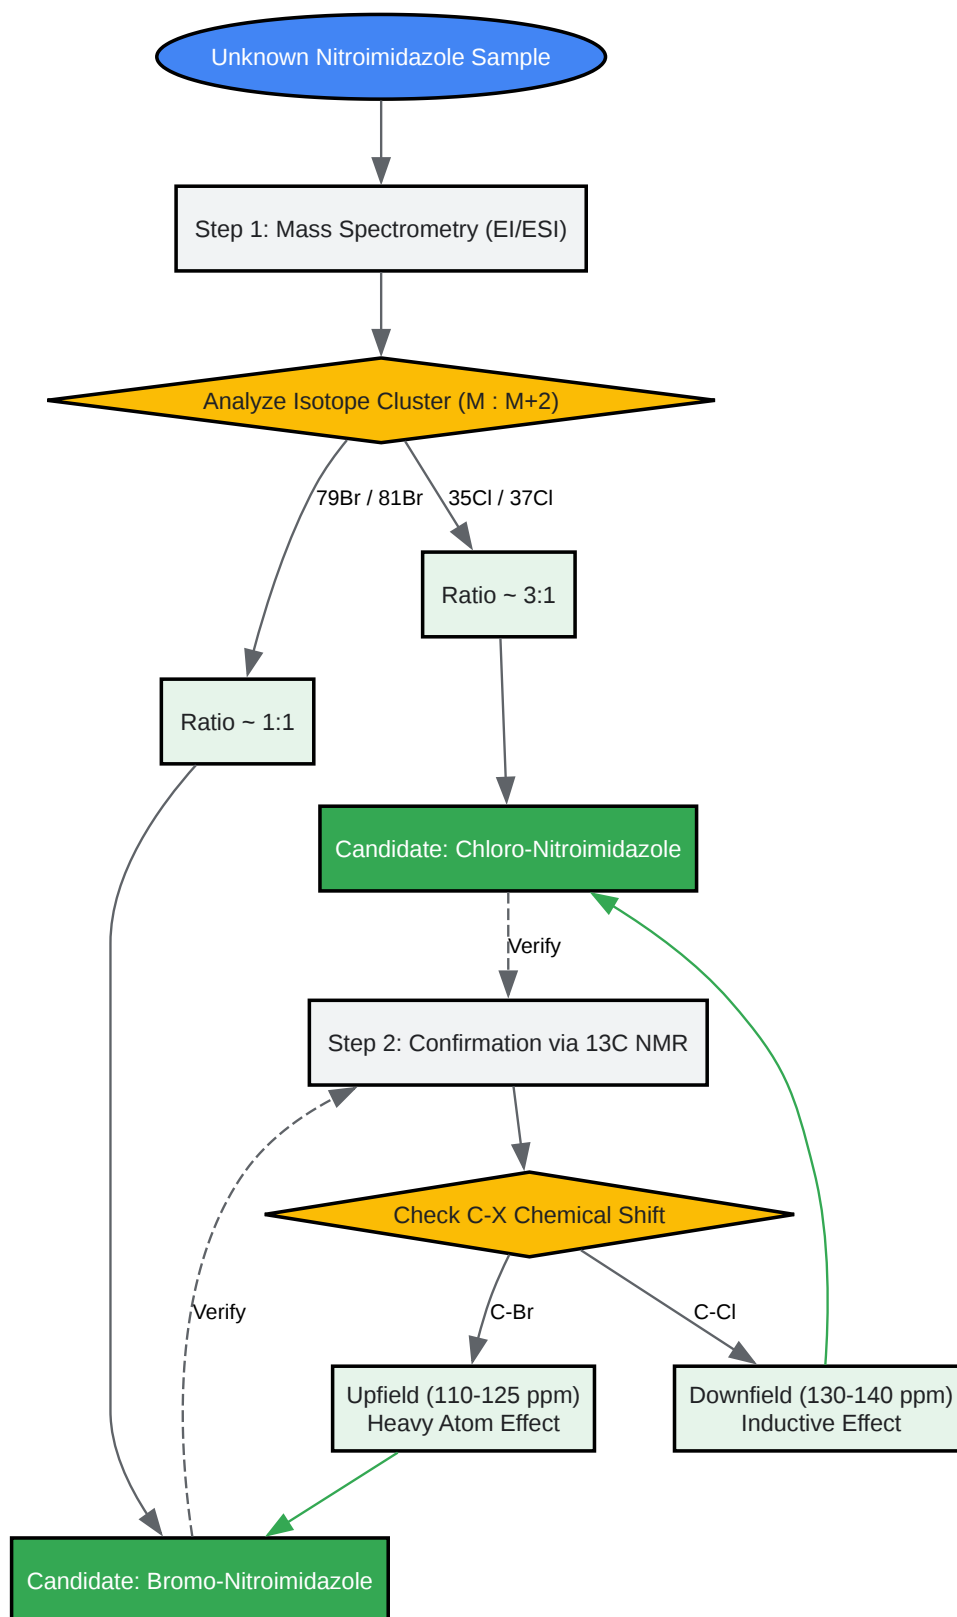 Unknown Nitroimidazole Sample
Step 1: Mass Spectrometry (EI/ESI)
Analyze Isotope Cluster (M : M+2)
79Br / 81Br
35Cl / 37Cl
Ratio ~ 3:1
Ratio ~ 1:1
Candidate: Chloro-Nitroimidazole
Verify
Step 2: Confirmation via 13C NMR
Check C-X Chemical Shift
Verify
C-Br
C-Cl
Upfield (110-125 ppm)
Heavy Atom Effect
Downfield (130-140 ppm)
Inductive Effect
Candidate: Bromo-Nitroimidazole